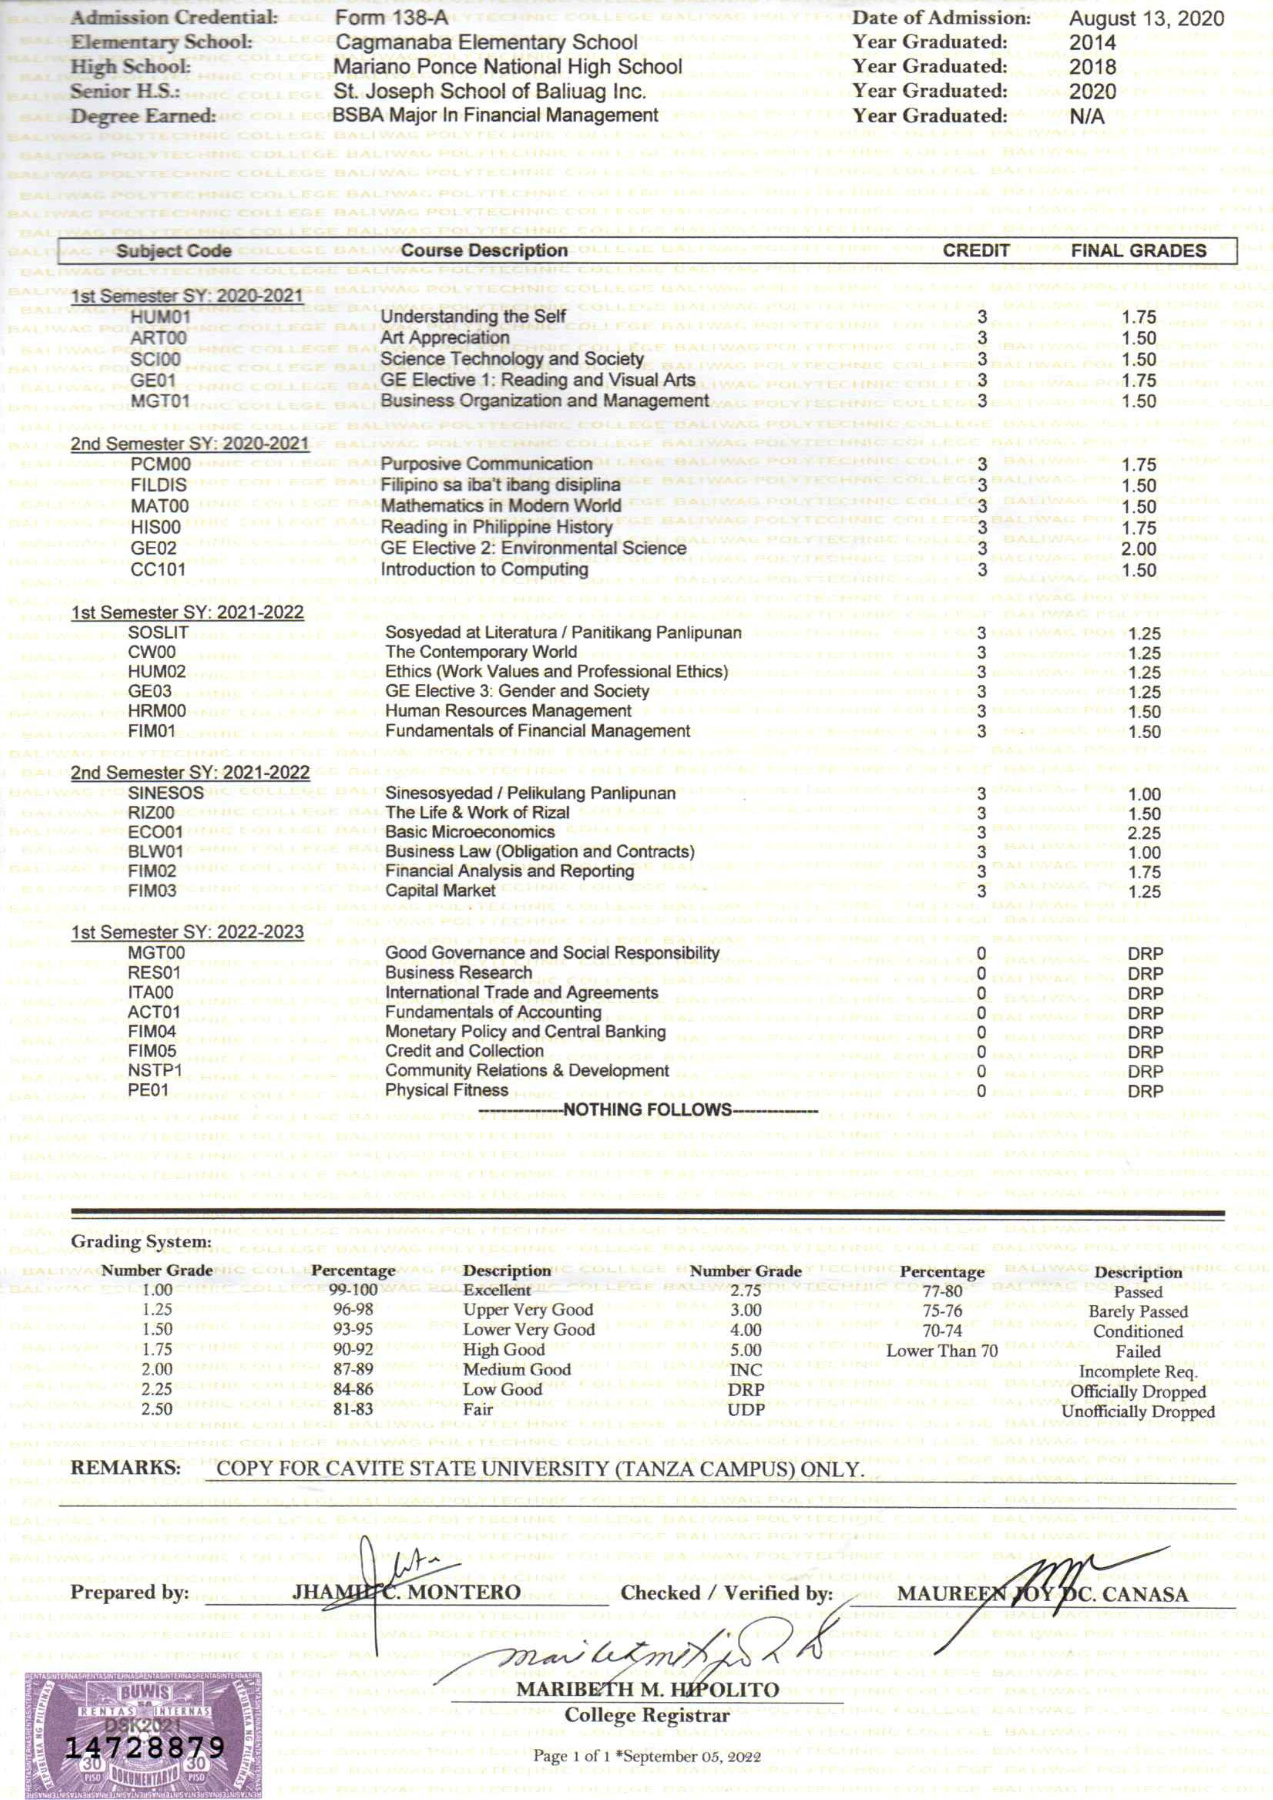 Admission Credential: Form 138-A Date of Admission: August 13, 2020
Elementary School: Cagmanaba Elementary School Year Graduated: 2014
High School: Mariano Ponce National High School Year Graduated: 2018
Senior H.S.: St. Joseph School of Baliuag Inc. Year Graduated: 2020
Degree Earned: BSBA Major In Financial Management Year Graduated: N/A
Subject Code Course Description CREDIT FINAL GRADES
1st Semester SY: 2020-2021
HUM01 Understanding the Self 3 1.75
ART00 Art Appreciation 3 1.50
SCI00 Science Technology and Society 3 1.50
GE01 GE Elective 1: Reading and Visual Arts 3 1.75
MGT01 Business Organization and Management 3 1.50
2nd Semester SY: 2020-2021
PCM00 Purposive Communication 3 1.75
FILDIS Filipino sa iba't ibang disiplina 3 1.50
MAT00 Mathematics in Modern World 3 1.50
HIS00 Reading in Philippine History 3 1.75
GE02 GE Elective 2: Environmental Science 3 2.00
CC101 Introduction to Computing 3 1.50
1st Semester SY: 2021-2022
SOSLIT Sosyedad at Literatura / Panitikang Panlipunan 3 1.25
CW00 The Contemporary World 3 1.25
HUM02 Ethics (Work Values and Professional Ethics) 3 1.25
GE03 GE Elective 3: Gender and Society 3 1.25
HRM00 Human Resources Management 3 1.50
FIM01 Fundamentals of Financial Management 3 1.50
2nd Semester SY: 2021-2022
SINESOS Sinesosyedad / Pelikulang Panlipunan 3 1.00
RIZ00 The Life & Work of Rizal 3 1.50
ECO01 Basic Microeconomics 3 2.25
BLW01 Business Law (Obligation and Contracts) 3 1.00
FIM02 Financial Analysis and Reporting 3 1.75
FIM03 Capital Market 3 1.25
1st Semester SY: 2022-2023
MGT00 Good Governance and Social Responsibility 0 DRP
RES01 Business Research 0 DRP
ITA00 International Trade and Agreements 0 DRP
ACT01 Fundamentals of Accounting 0 DRP
FIM04 Monetary Policy and Central Banking 0 DRP
FIM05 Credit and Collection 0 DRP
NSTP1 Community Relations & Development 0 DRP
PE01 Physical Fitness 0 DRP
--------------NOTHING FOLLOWS--------------
Grading System:
Number Grade Percentage Description Number Grade Percentage Description
1.00 99-100 Excellent 2.75 77-80 Passed
1.25 96-98 Upper Very Good 3.00 75-76 Barely Passed
1.50 93-95 Lower Very Good 4.00 70-74 Conditioned
1.75 90-92 High Good 5.00 Lower Than 70 Failed
2.00 87-89 Medium Good INC Incomplete Req.
2.25 84-86 Low Good DRP Officially Dropped
2.50 81-83 Fair UDP Unofficially Dropped
REMARKS: COPY FOR CAVITE STATE UNIVERSITY (TANZA CAMPUS) ONLY.
Prepared by: JHAMIE C. MONTERO Checked / Verified by: MAUREEN JOY DC. CANASA
MARIBETH M. HIPOLITO
College Registrar
Page 1 of 1 *September 05, 2022
BUWIS
SA
RENTAS INTERNAS
DSK2021
14728879
30 30
PISO PISO
DOKUMENTARYO
REPUBLIKA NG PILIPINAS